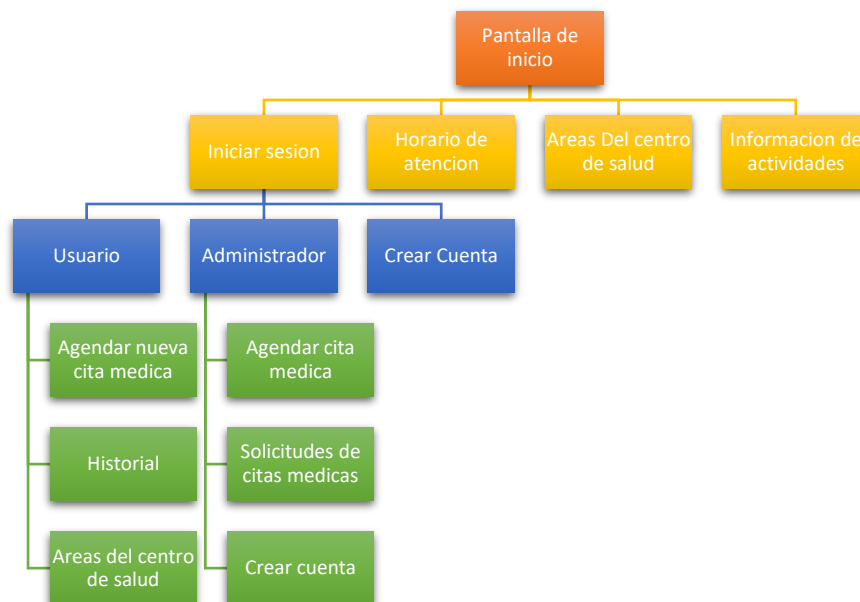 Pantalla de
inicio
Iniciar sesion
Horario de
atencion
Areas Del centro
de salud
Informacion de
actividades
Usuario
Administrador
Crear Cuenta
Agendar nueva
cita medica
Agendar cita
medica
Historial
Solicitudes de
citas medicas
Areas del centro
de salud
Crear cuenta